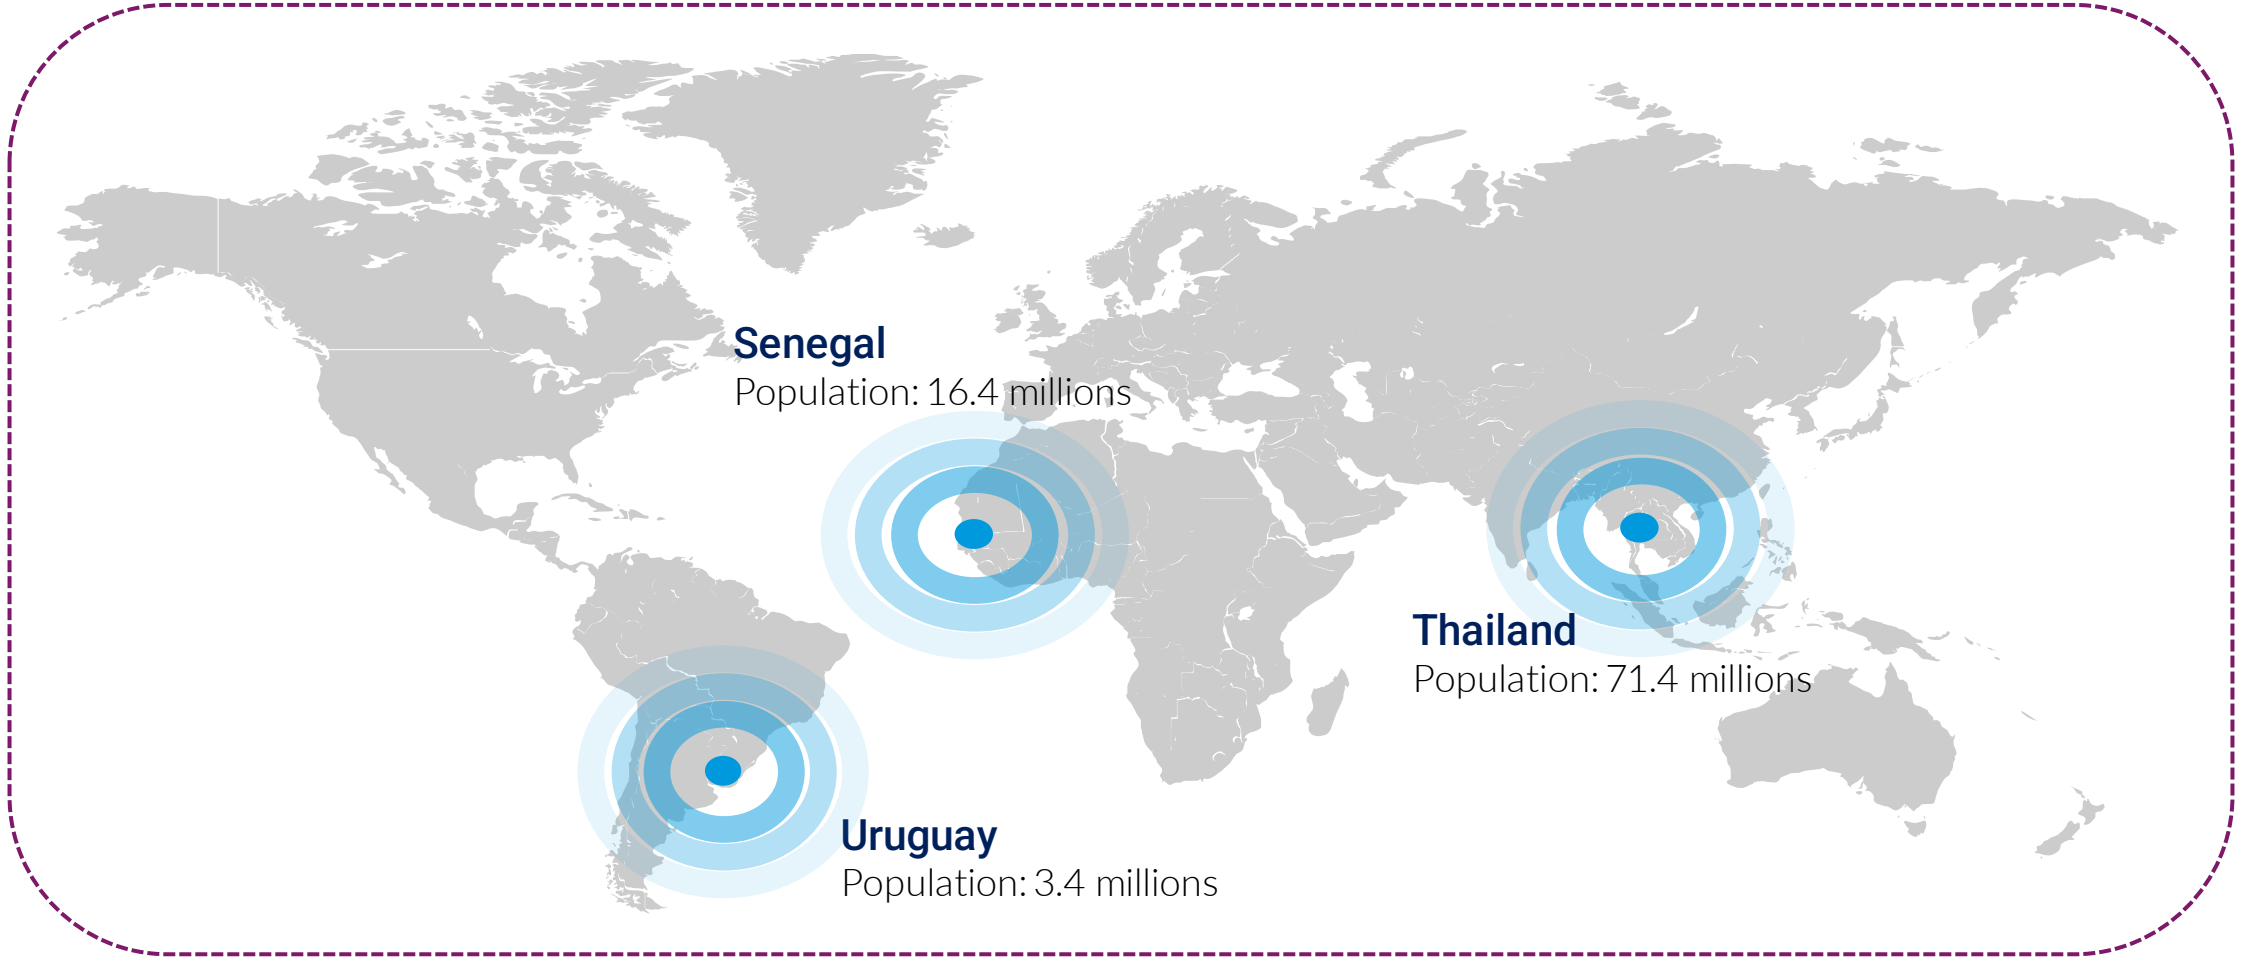 Senegal
Population: 16.4 millions
Thailand
Population: 71.4 millions
Uruguay
Population: 3.4 millions